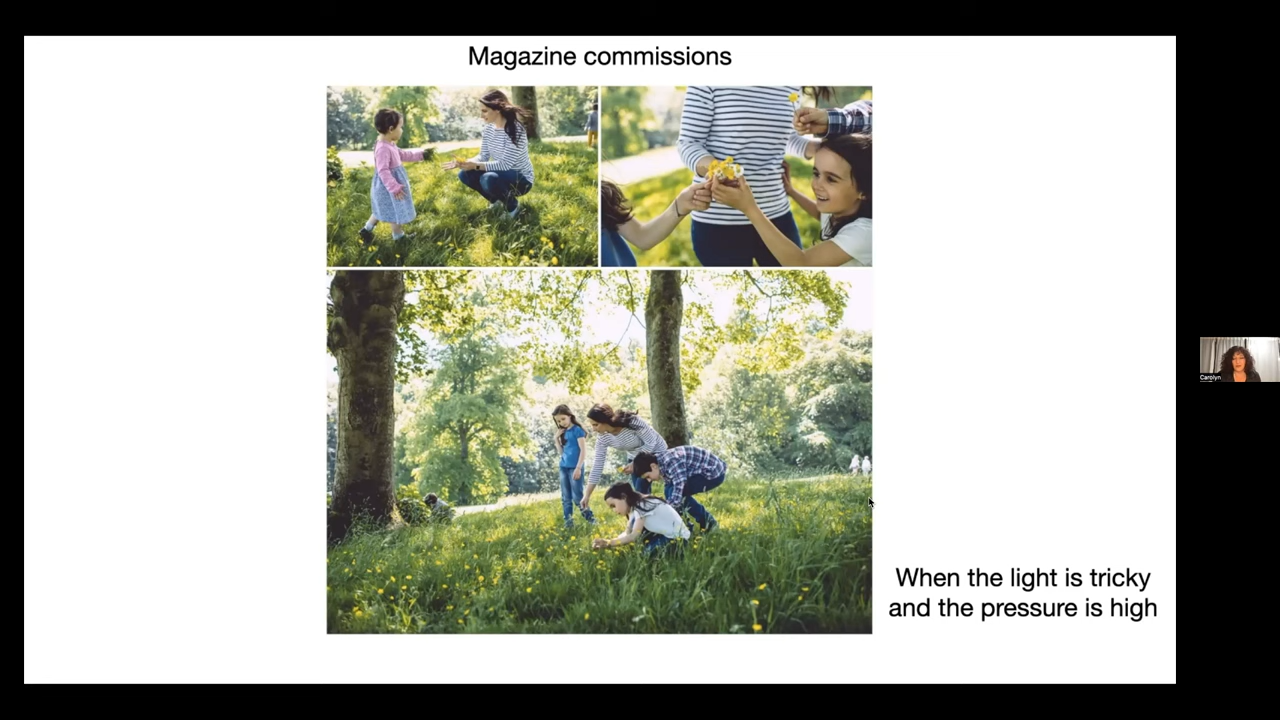 Magazine commissions
When the light is tricky
and the pressure is high
Carolyn